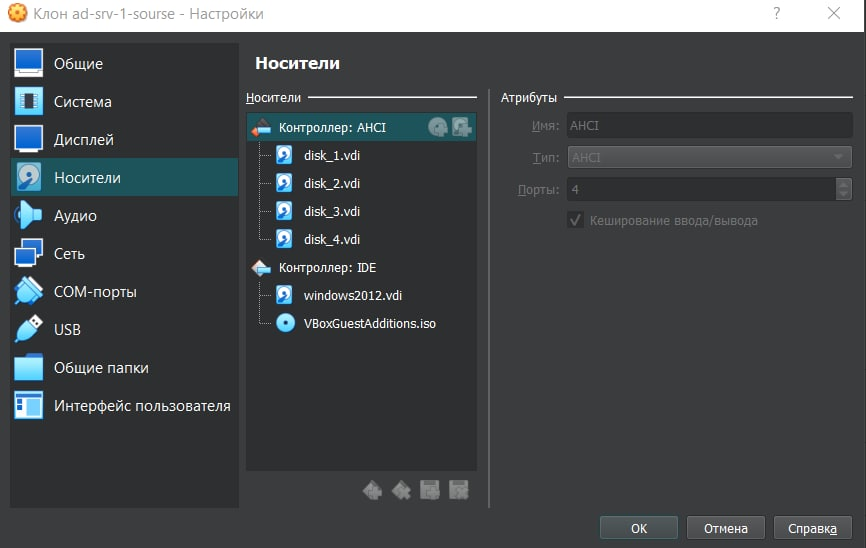 Клон ad-srv-1-sourse - Настройки
?
Общие
Система
Дисплей
Носители
Аудио
Сеть
COM-порты
USB
Общие папки
Интерфейс пользователя
Носители
Носители
Контроллер: AHCI
disk_1.vdi
disk_2.vdi
disk_3.vdi
disk_4.vdi
Контроллер: IDE
windows2012.vdi
VBoxGuestAdditions.iso
Атрибуты
Имя: AHCI
Тип: AHCI
Порты: 4
Кеширование ввода/вывода
OK
Отмена
Справка